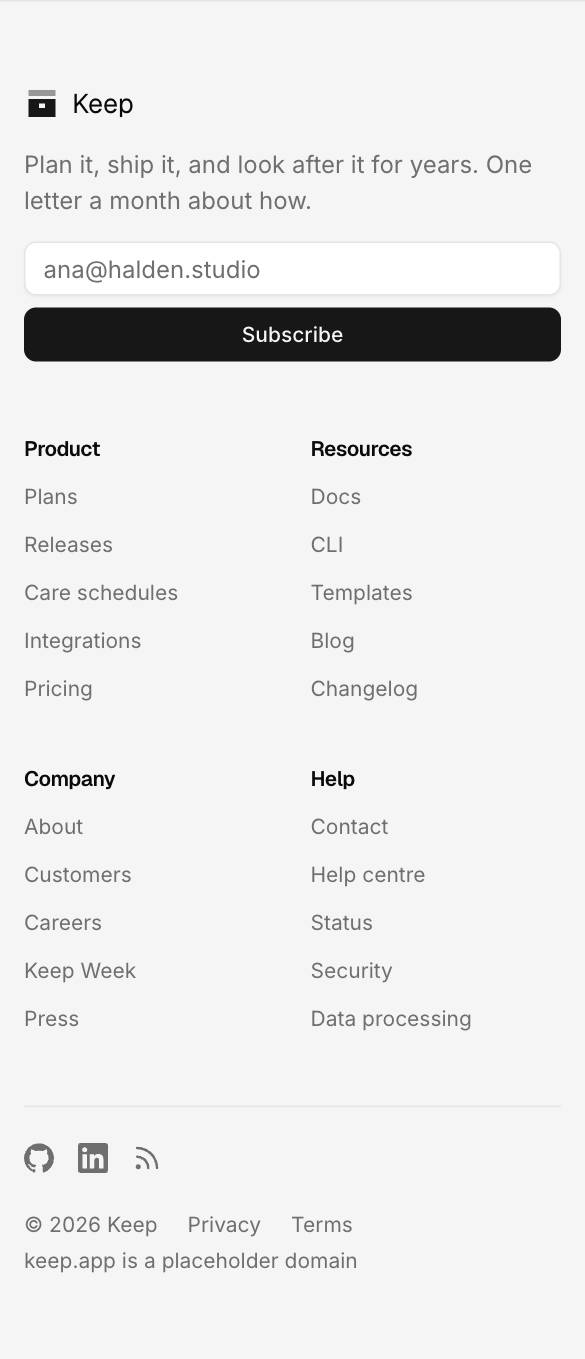 Keep
Plan it, ship it, and look after it for years. One
letter a month about how.
ana@halden.studio
Subscribe
Product
Plans
Releases
Care schedules
Integrations
Pricing
Resources
Docs
CLI
Templates
Blog
Changelog
Company
About
Customers
Careers
Keep Week
Press
Help
Contact
Help centre
Status
Security
Data processing
in
© 2026 Keep Privacy Terms
keep.app is a placeholder domain